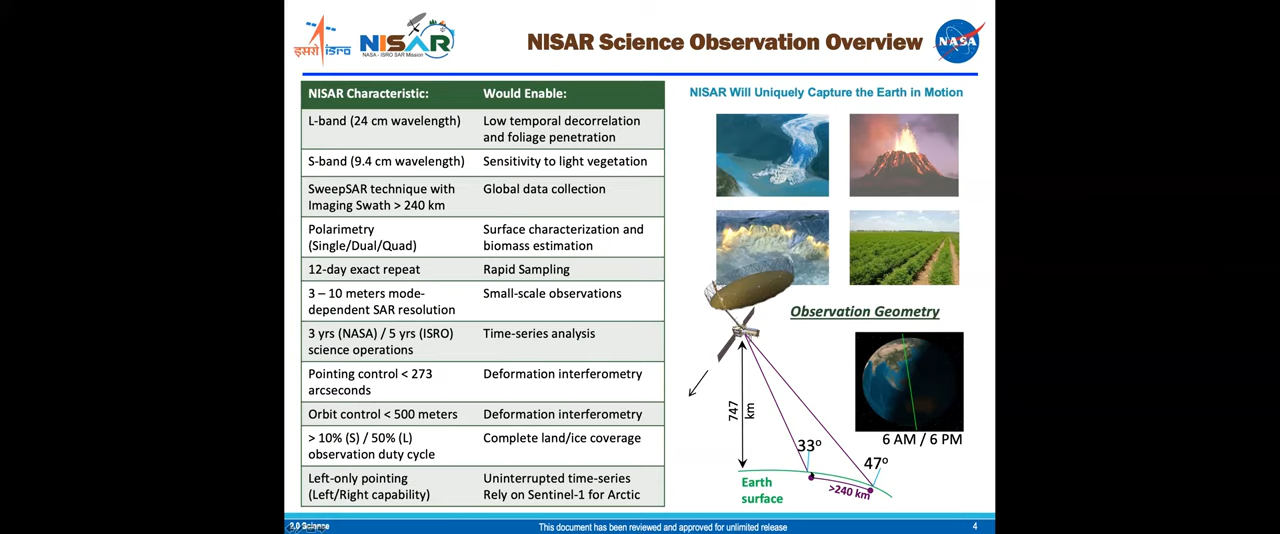 इसरो isro
NISAR
NASA - ISRO SAR Mission
NISAR Science Observation Overview
NASA
NISAR Characteristic: Would Enable:
L-band (24 cm wavelength) Low temporal decorrelation
and foliage penetration
S-band (9.4 cm wavelength) Sensitivity to light vegetation
SweepSAR technique with Global data collection
Imaging Swath > 240 km
Polarimetry Surface characterization and
(Single/Dual/Quad) biomass estimation
12-day exact repeat Rapid Sampling
3 – 10 meters mode- Small-scale observations
dependent SAR resolution
3 yrs (NASA) / 5 yrs (ISRO) Time-series analysis
science operations
Pointing control < 273 Deformation interferometry
arcseconds
Orbit control < 500 meters Deformation interferometry
> 10% (S) / 50% (L) Complete land/ice coverage
observation duty cycle
Left-only pointing Uninterrupted time-series
(Left/Right capability) Rely on Sentinel-1 for Arctic
NISAR Will Uniquely Capture the Earth in Motion
Observation Geometry
747
km
6 AM / 6 PM
33º
47º
>240 km
Earth
surface
2.0 Science
This document has been reviewed and approved for unlimited release
4